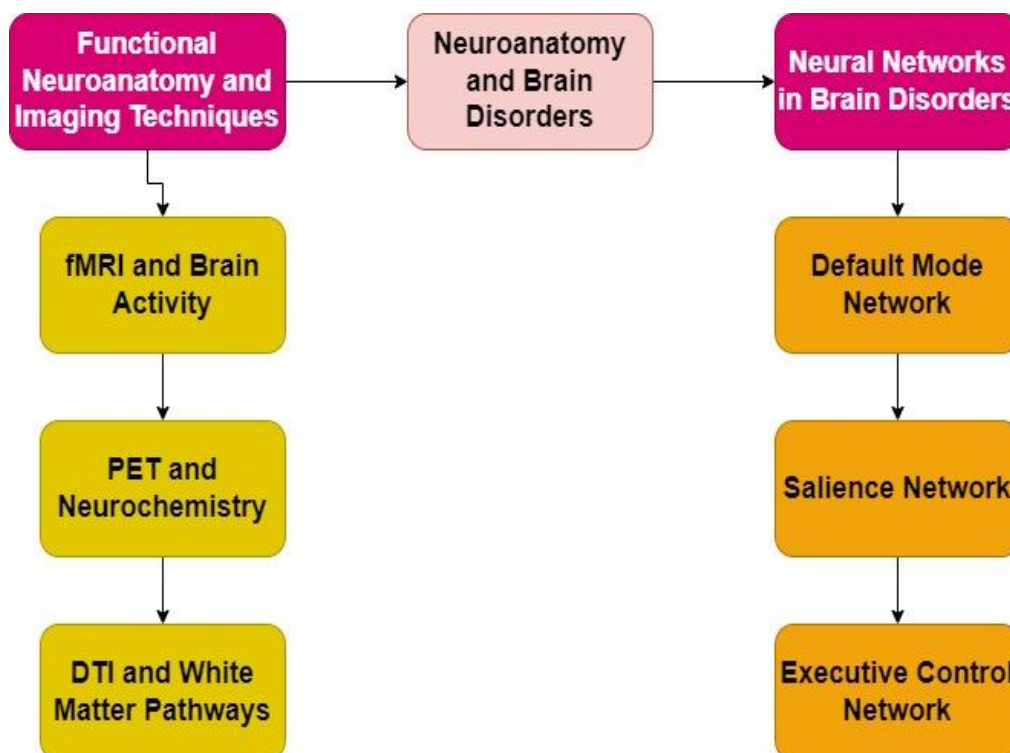 Functional
Neuroanatomy and
Imaging Techniques
Neuroanatomy
and Brain
Disorders
Neural Networks
in Brain Disorders
fMRI and Brain
Activity
Default Mode
Network
PET and
Neurochemistry
Salience Network
DTI and White
Matter Pathways
Executive Control
Network